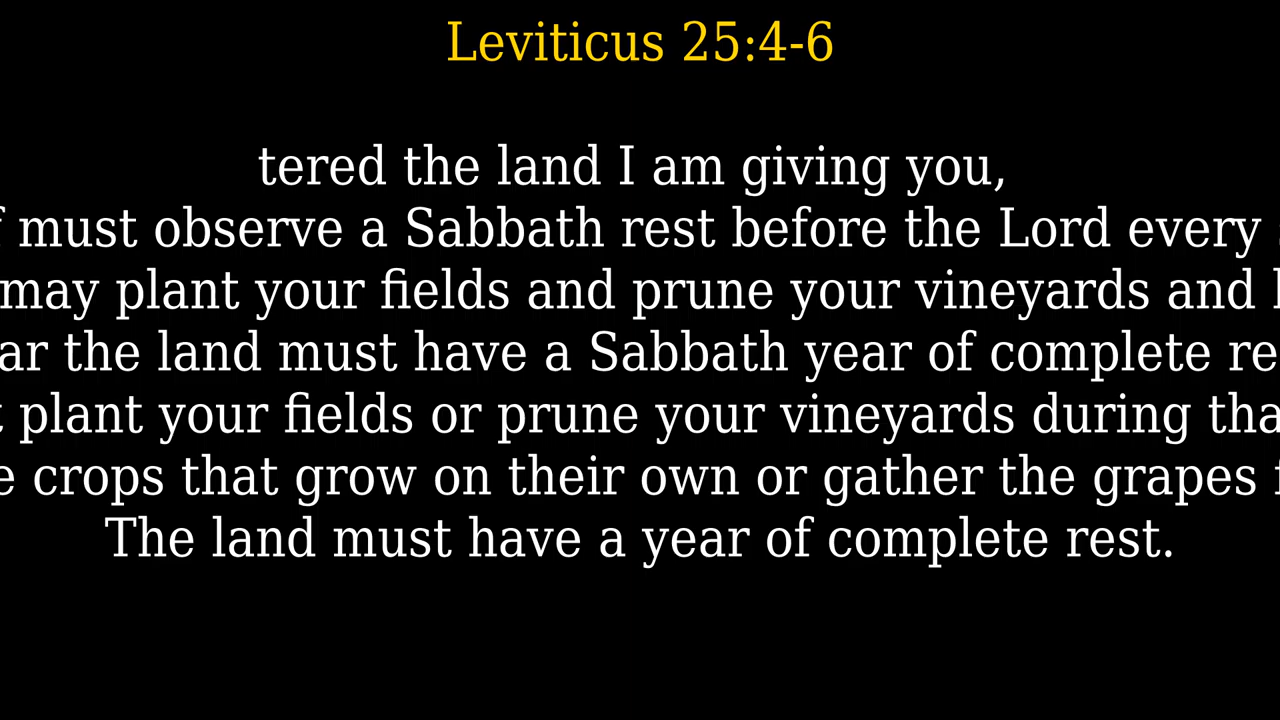 Leviticus 25:4-6
tered the land I am giving you,
must observe a Sabbath rest before the Lord every
may plant your fields and prune your vineyards and
ar the land must have a Sabbath year of complete re
plant your fields or prune your vineyards during tha
e crops that grow on their own or gather the grapes
The land must have a year of complete rest.